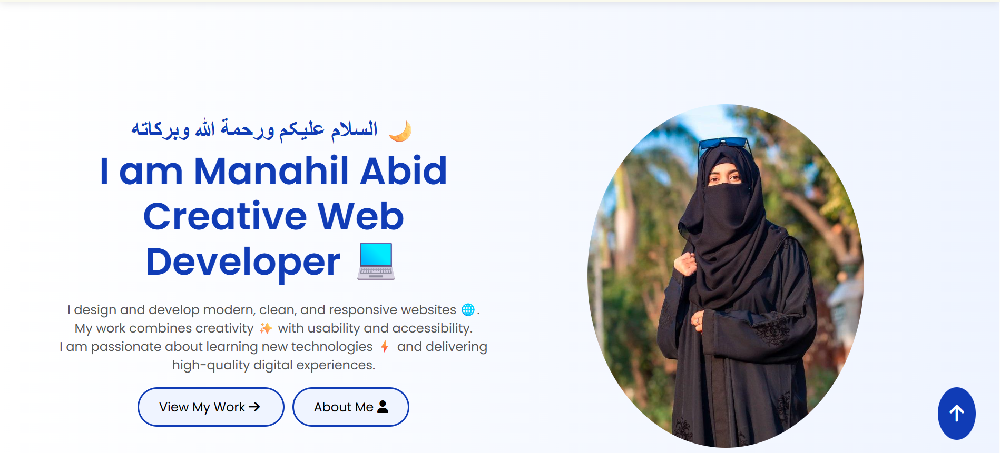 السلام عليكم ورحمة الله وبركاته 🌙
I am Manahil Abid
Creative Web
Developer 💻
I design and develop modern, clean, and responsive websites 🌐.
My work combines creativity ✨ with usability and accessibility.
I am passionate about learning new technologies ⚡ and delivering
high-quality digital experiences.
View My Work →
About Me 👤